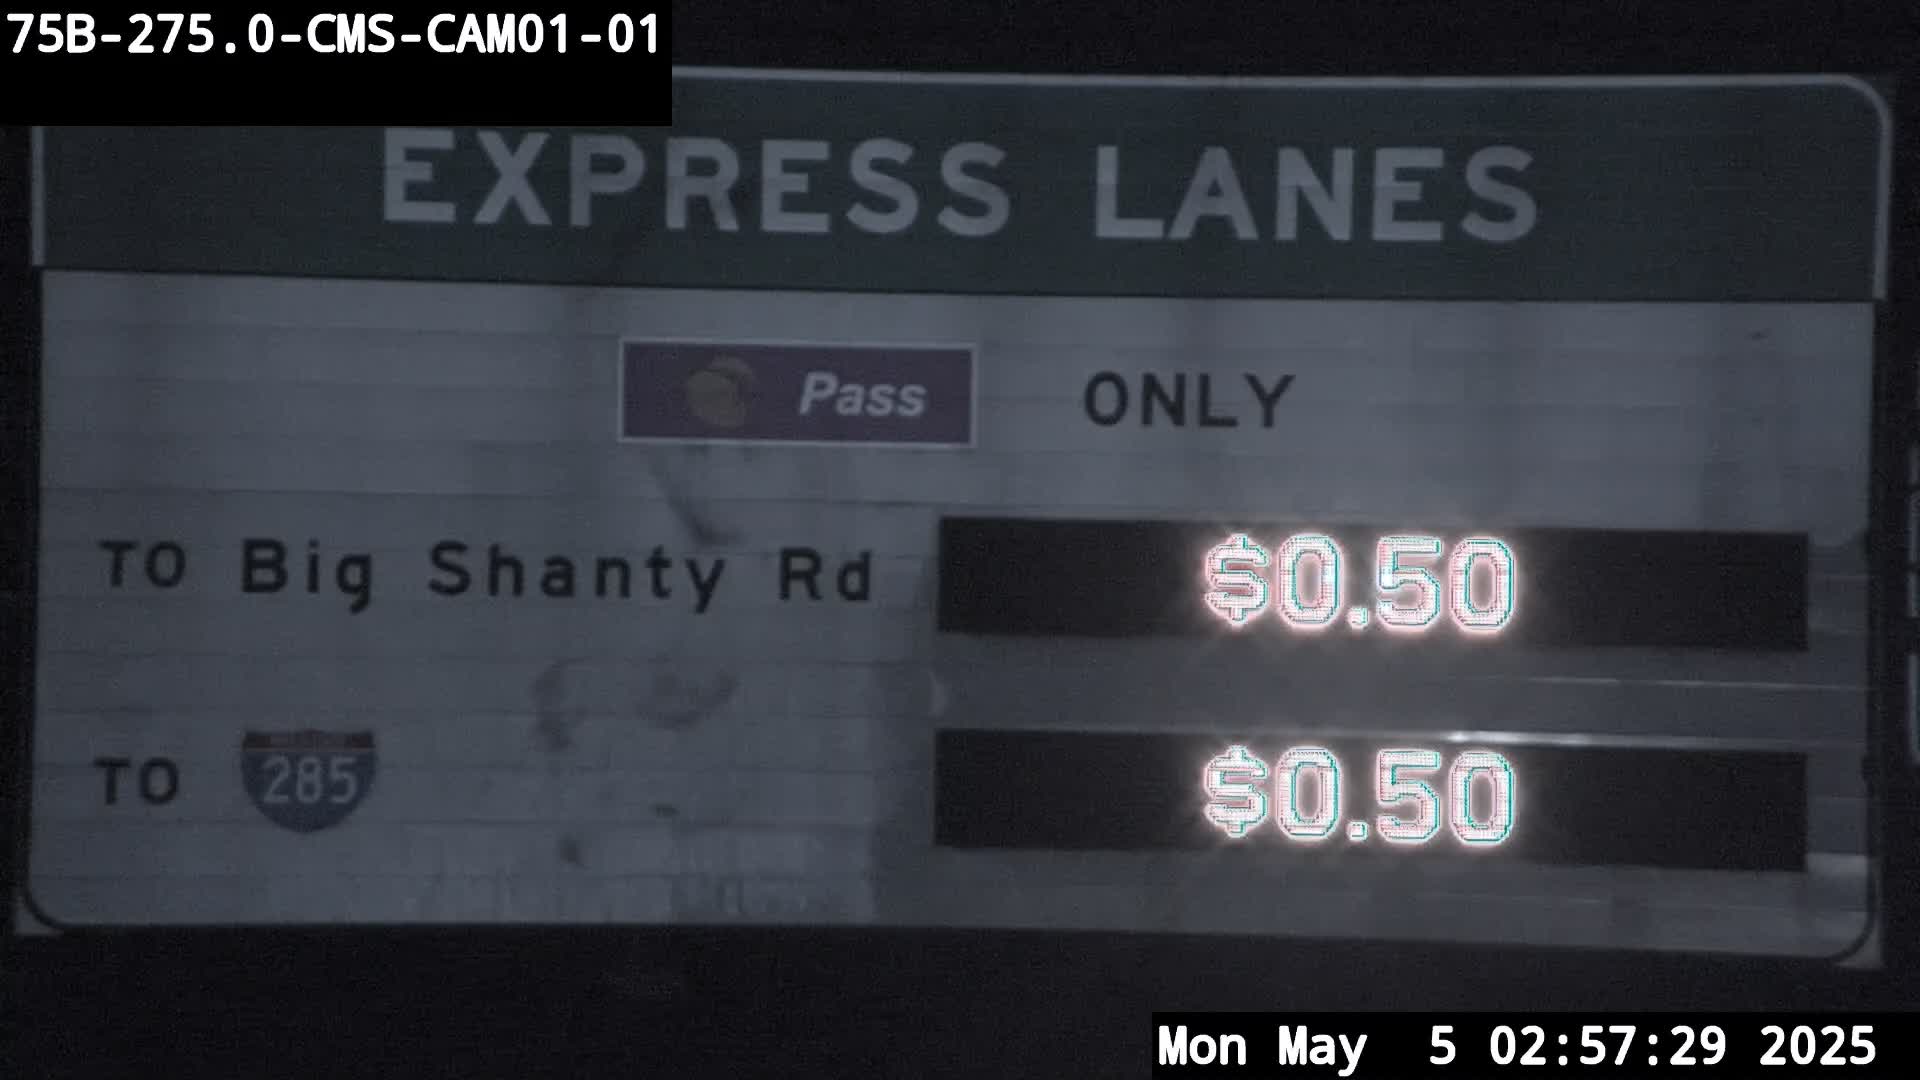 75B-275.0-CMS-CAM01-01
EXPRESS LANES
Pass ONLY
TO Big Shanty Rd $0.50
TO 285 $0.50
Mon May 5 02:57:29 2025